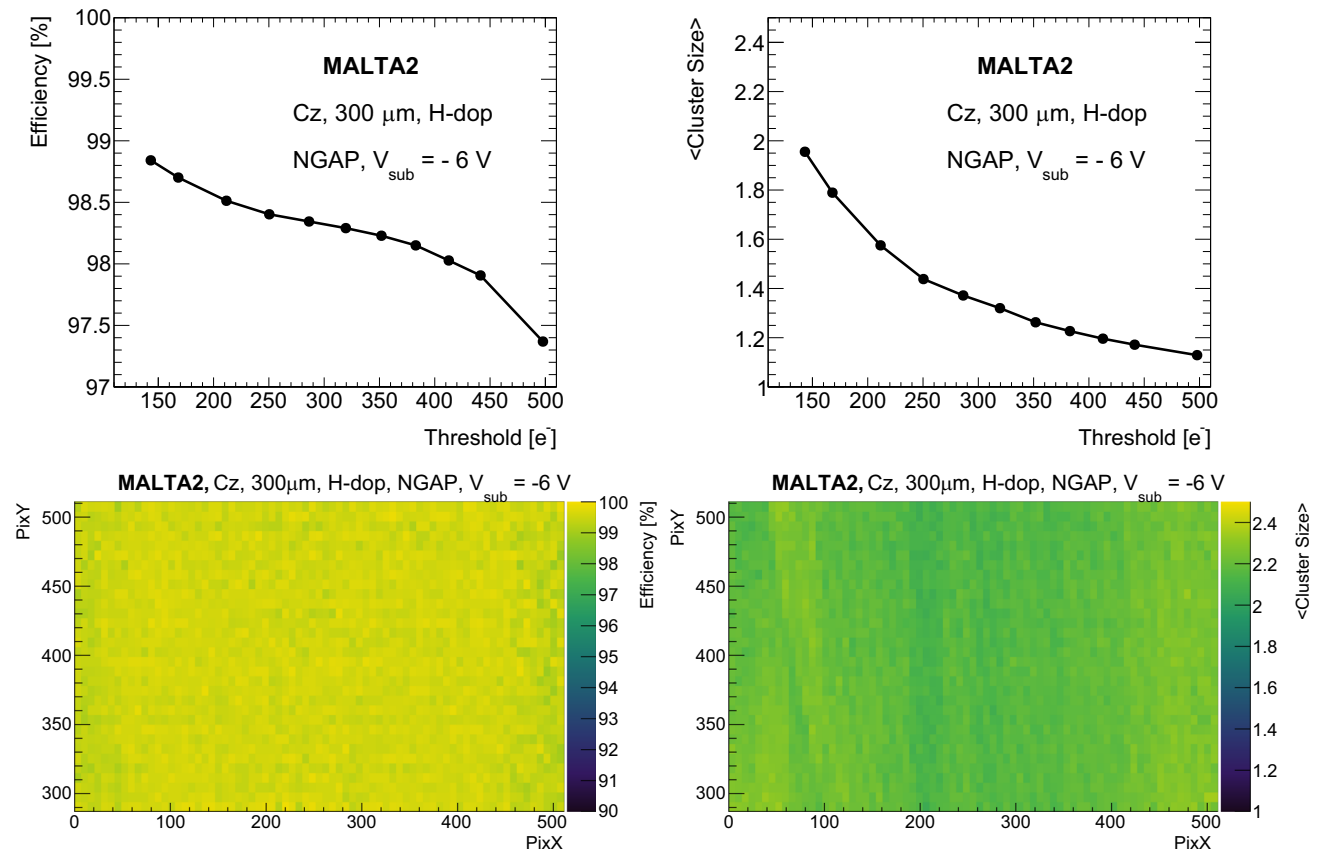 Efficiency [%]
100
99.5
99
98.5
98
97.5
97
MALTA2
Cz, 300 μm, H-dop
NGAP, Vsub = - 6 V
150 200 250 300 350 400 450 500
Threshold [e-]
<Cluster Size>
2.4
2.2
2
1.8
1.6
1.4
1.2
1
MALTA2
Cz, 300 μm, H-dop
NGAP, Vsub = - 6 V
150 200 250 300 350 400 450 500
Threshold [e-]
MALTA2, Cz, 300μm, H-dop, NGAP, Vsub = -6 V
PixY
500
450
400
350
300
0 100 200 300 400 500
PixX
100
99
98
97
96
95
94
93
92
91
90
Efficiency [%]
MALTA2, Cz, 300μm, H-dop, NGAP, Vsub = -6 V
PixY
500
450
400
350
300
0 100 200 300 400 500
PixX
2.4
2.2
2
1.8
1.6
1.4
1.2
1
<Cluster Size>